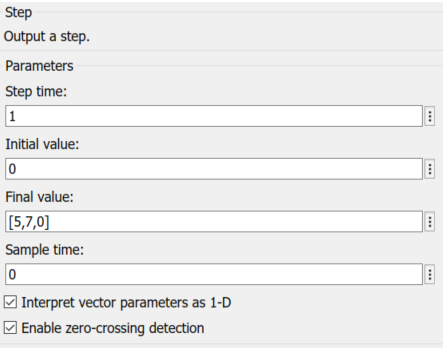 Step
Output a step.
Parameters
Step time:
1
Initial value:
0
Final value:
[5,7,0]
Sample time:
0
Interpret vector parameters as 1-D
Enable zero-crossing detection